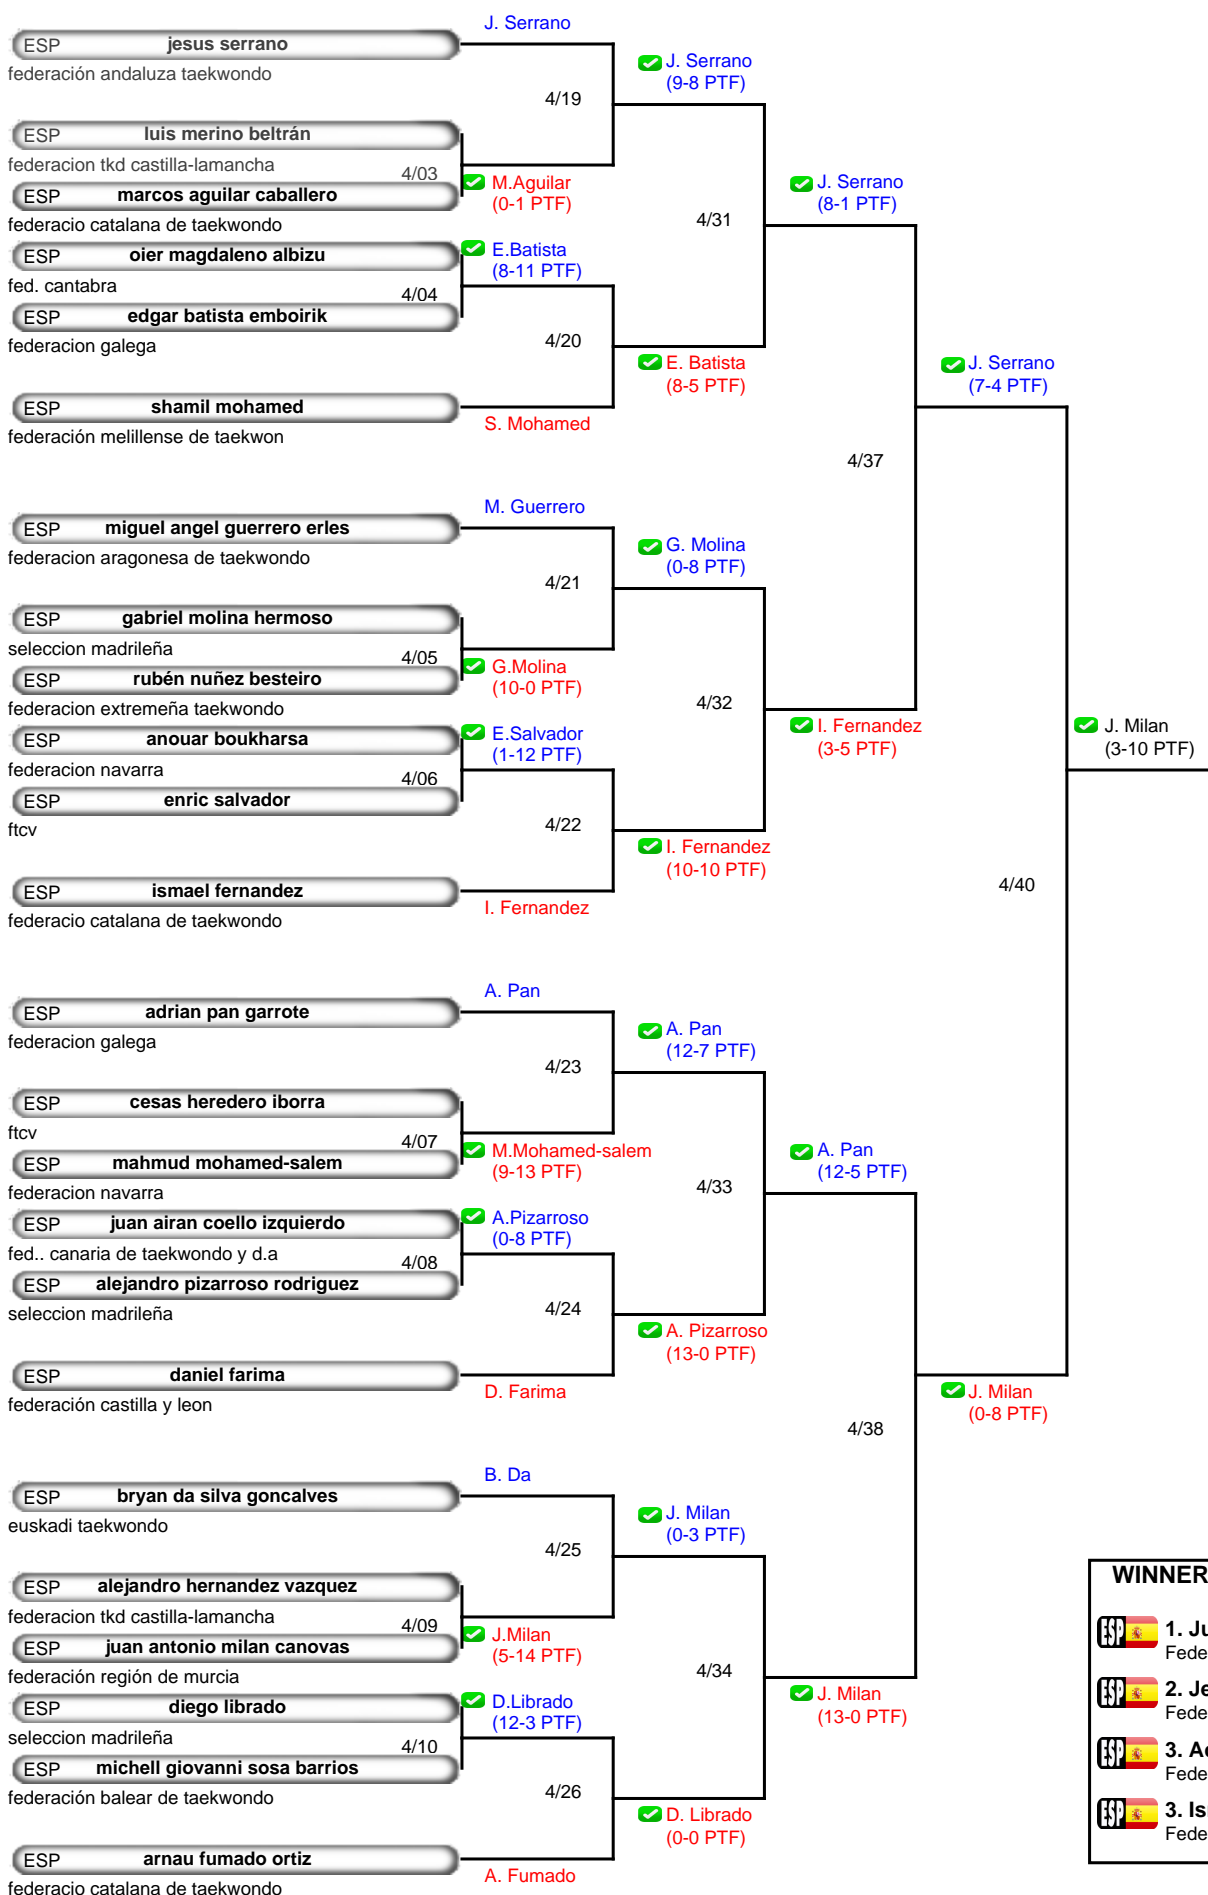 J. Serrano
ESP jesus serrano
federación andaluza taekwondo
J. Serrano
(9-8 PTF)
4/19
ESP luis merino beltrán
federacion tkd castilla-lamancha
4/03
ESP marcos aguilar caballero
federacio catalana de taekwondo
M.Aguilar
(0-1 PTF)
J. Serrano
(8-1 PTF)
4/31
ESP oier magdaleno albizu
fed. cantabra
E.Batista
(8-11 PTF)
4/04
ESP edgar batista emboirik
federacion galega
4/20
E. Batista
(8-5 PTF)
J. Serrano
(7-4 PTF)
ESP shamil mohamed
federación melillense de taekwon
S. Mohamed
4/37
M. Guerrero
ESP miguel angel guerrero erles
federacion aragonesa de taekwondo
G. Molina
(0-8 PTF)
4/21
ESP gabriel molina hermoso
seleccion madrileña
4/05
ESP rubén nuñez besteiro
federacion extremeña taekwondo
G.Molina
(10-0 PTF)
4/32
ESP anouar boukharsa
federacion navarra
E.Salvador
(1-12 PTF)
I. Fernandez
(3-5 PTF)
J. Milan
(3-10 PTF)
4/06
ESP enric salvador
ftcv
4/22
I. Fernandez
(10-10 PTF)
ESP ismael fernandez
federacio catalana de taekwondo
I. Fernandez
4/40
A. Pan
ESP adrian pan garrote
federacion galega
A. Pan
(12-7 PTF)
4/23
ESP cesas heredero iborra
ftcv
4/07
ESP mahmud mohamed-salem
federacion navarra
M.Mohamed-salem
(9-13 PTF)
A. Pan
(12-5 PTF)
4/33
ESP juan airan coello izquierdo
fed.. canaria de taekwondo y d.a
A.Pizarroso
(0-8 PTF)
4/08
ESP alejandro pizarroso rodriguez
seleccion madrileña
4/24
A. Pizarroso
(13-0 PTF)
ESP daniel farima
federación castilla y leon
D. Farima
J. Milan
(0-8 PTF)
4/38
B. Da
ESP bryan da silva goncalves
euskadi taekwondo
J. Milan
(0-3 PTF)
4/25
ESP alejandro hernandez vazquez
federacion tkd castilla-lamancha
4/09
ESP juan antonio milan canovas
federación región de murcia
J.Milan
(5-14 PTF)
4/34
ESP diego librado
seleccion madrileña
D.Librado
(12-3 PTF)
J. Milan
(13-0 PTF)
4/10
ESP michell giovanni sosa barrios
federación balear de taekwondo
4/26
D. Librado
(0-0 PTF)
ESP arnau fumado ortiz
federacio catalana de taekwondo
A. Fumado
WINNER
ESP 1. Ju
Fede
ESP 2. Je
Fede
ESP 3. A
Fede
ESP 3. Is
Fede